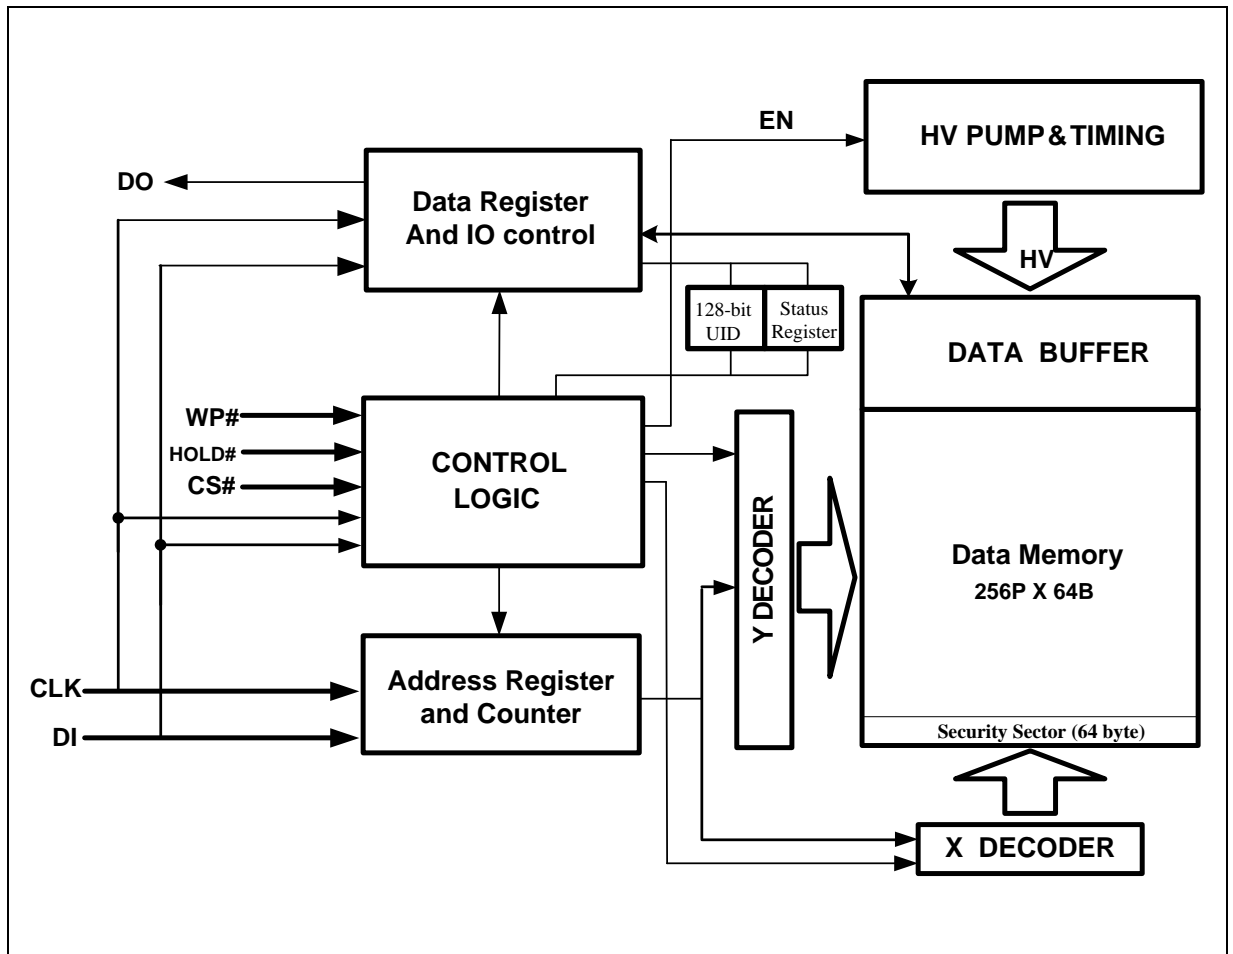 EN
HV PUMP & TIMING
DO
Data Register
And IO control
HV
128-bit
UID
Status
Register
DATA BUFFER
WP#
HOLD#
CS#
CONTROL
LOGIC
Y DECODER
Data Memory
256P X 64B
CLK
DI
Address Register
and Counter
Security Sector (64 byte)
X DECODER